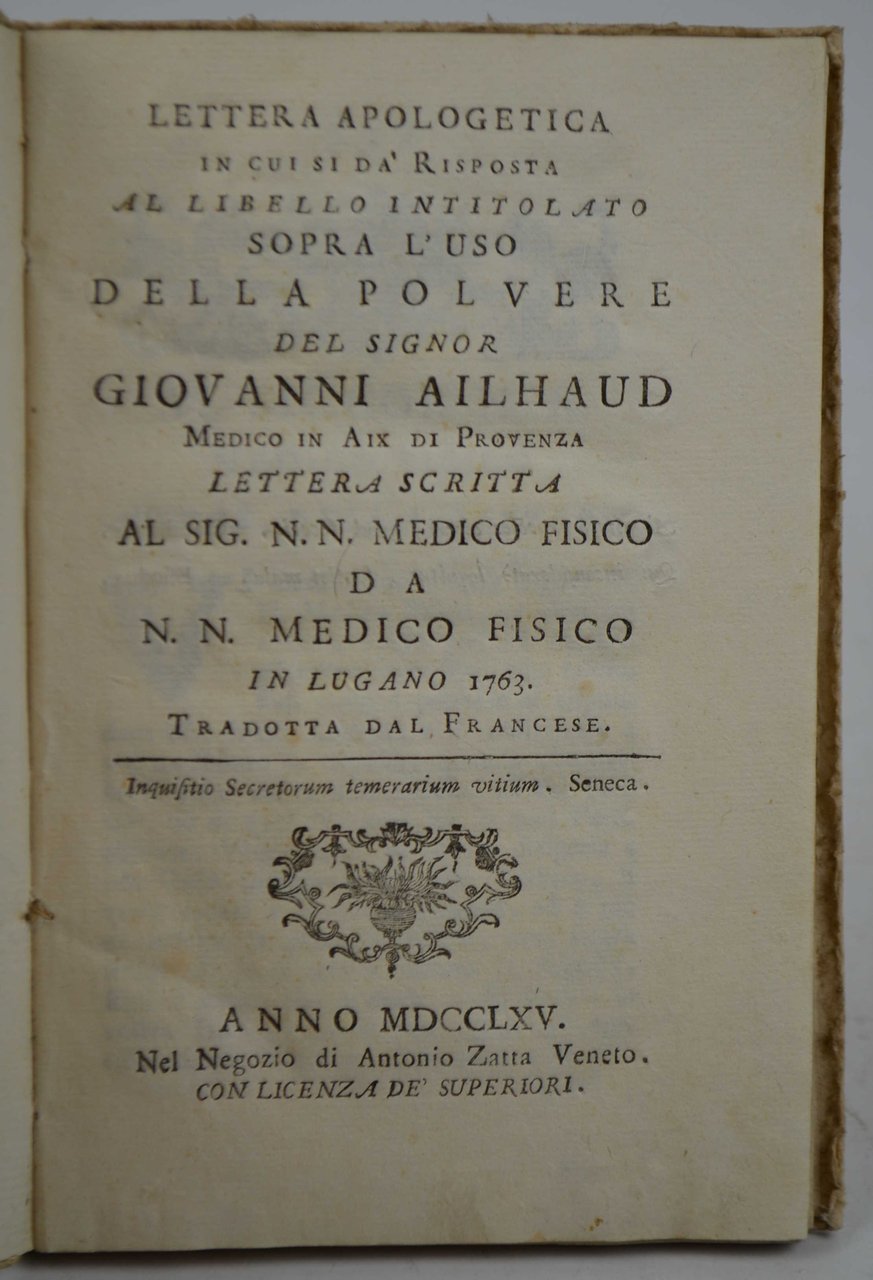 LETTERA APOLOGETICA
IN CUI SI DA' RISPOSTA
AL LIBELLO INTITOLATO
SOPRA L'USO
DELLA POLVERE
DEL SIGNOR
GIOVANNI AILHAUD
MEDICO IN AIX DI PROVENZA
LETTERA SCRITTA
AL SIG. N. N. MEDICO FISICO
DA
N. N. MEDICO FISICO
IN LUGANO 1763.
TRADOTTA DAL FRANCESE.
Inquiſitio Secretorum temerarium vitium. Seneca.
ANNO MDCCLXV.
Nel Negozio di Antonio Zatta Veneto.
CON LICENZA DE' SUPERIORI.